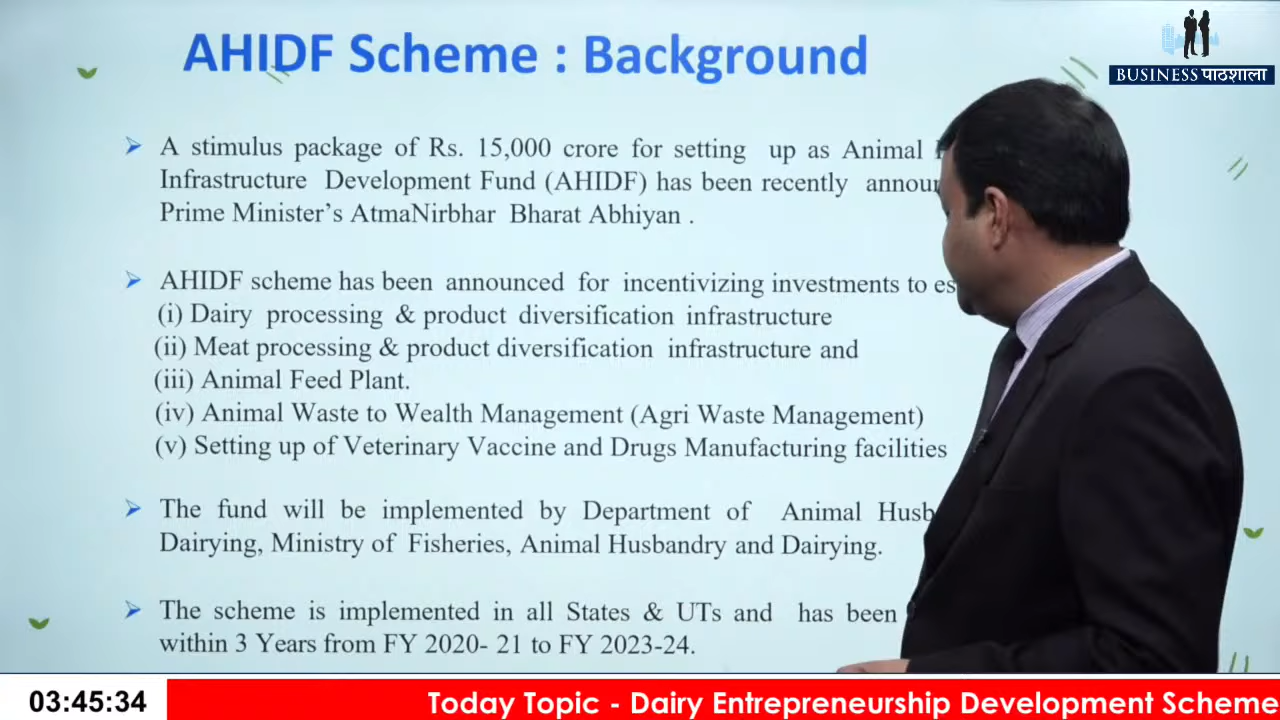 AHIDF Scheme : Background
BUSINESS पाठशाला
A stimulus package of Rs. 15,000 crore for setting up as Animal
Infrastructure Development Fund (AHIDF) has been recently
Prime Minister's AtmaNirbhar Bharat Abhiyan .
AHIDF scheme has been announced for incentivizing investments to
(i) Dairy processing & product diversification infrastructure
(ii) Meat processing & product diversification infrastructure and
(iii) Animal Feed Plant.
(iv) Animal Waste to Wealth Management (Agri Waste Management)
(v) Setting up of Veterinary Vaccine and Drugs Manufacturing facilities
The fund will be implemented by Department of Animal
Dairying, Ministry of Fisheries, Animal Husbandry and Dairying.
The scheme is implemented in all States & UTs and has been
within 3 Years from FY 2020- 21 to FY 2023-24.
03:45:34
Today Topic - Dairy Entrepreneurship Development Scheme